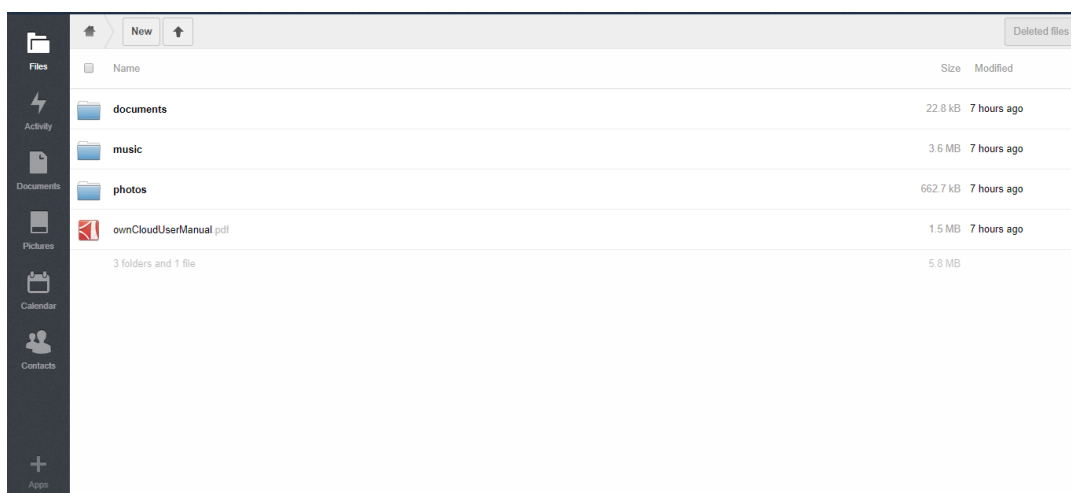 New Deleted files
Files
Name Size Modified
documents 22.8 kB 7 hours ago
Activity
music 3.6 MB 7 hours ago
Documents
photos 662.7 kB 7 hours ago
ownCloudUserManual.pdf 1.5 MB 7 hours ago
Pictures
3 folders and 1 file 5.8 MB
Calendar
Contacts
Apps